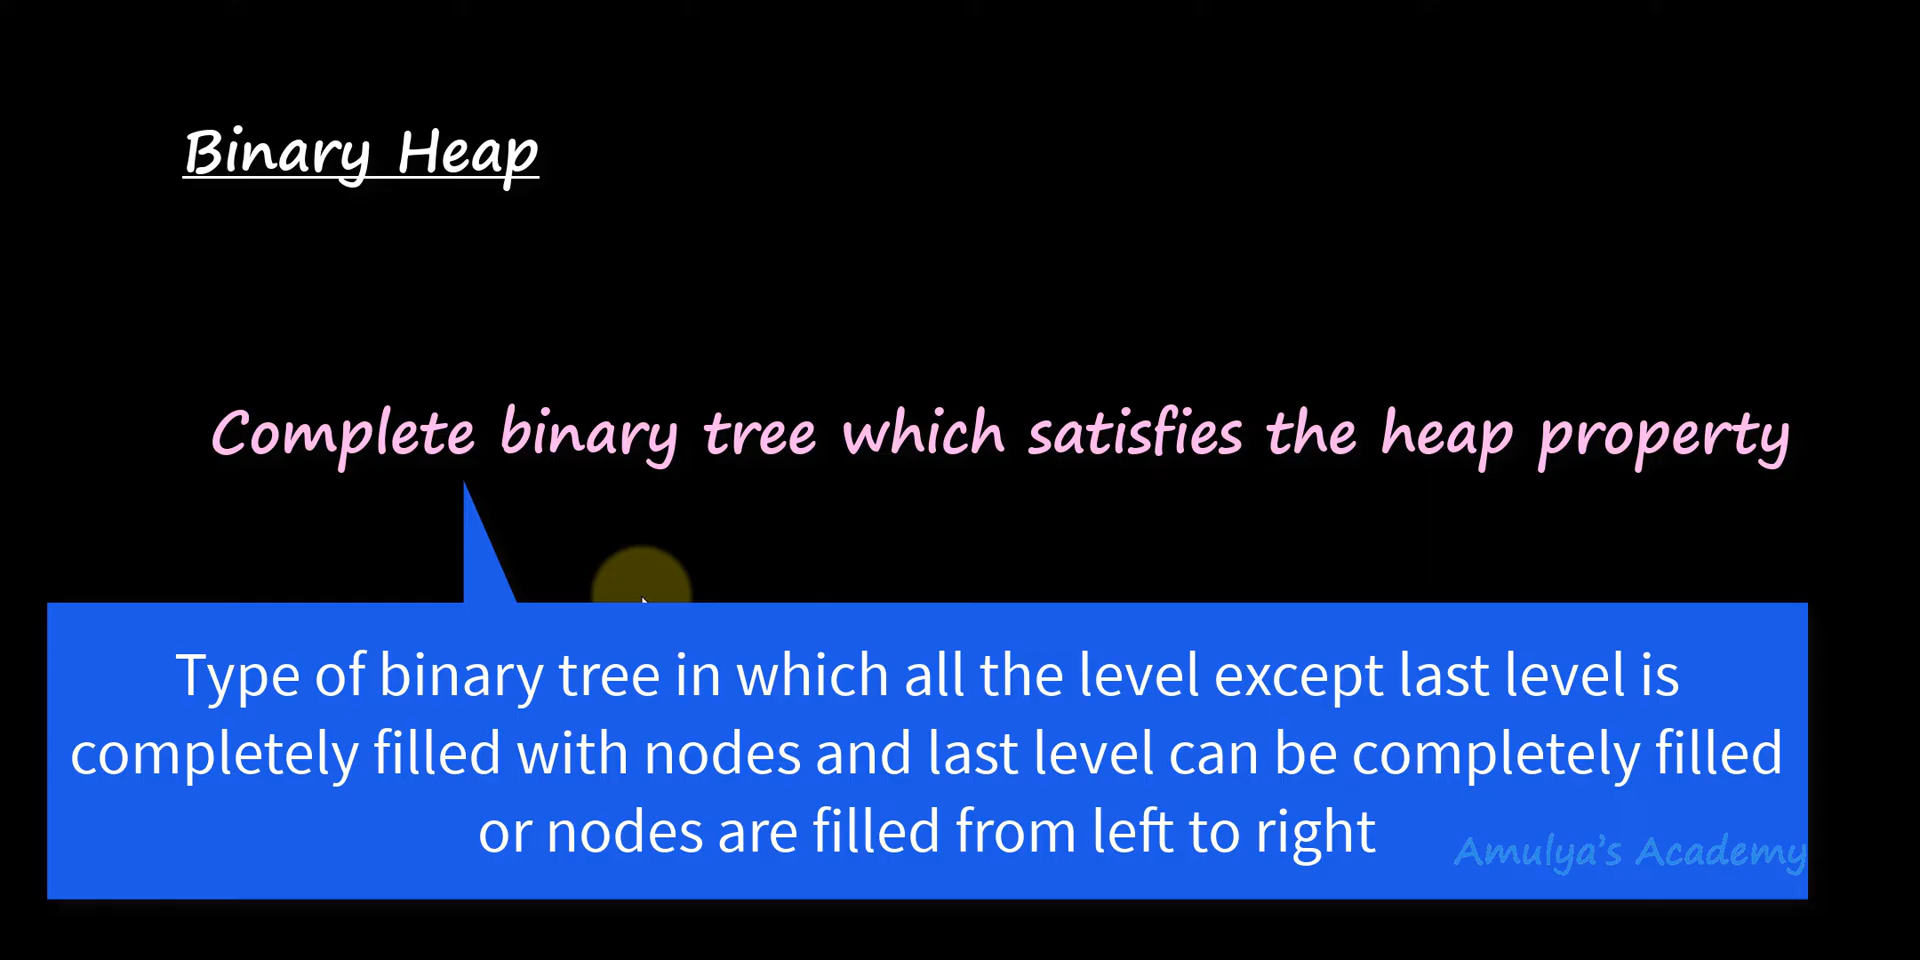 Binary Heap
Complete binary tree which satisfies the heap property
Type of binary tree in which all the level except last level is
completely filled with nodes and last level can be completely filled
or nodes are filled from left to right
Amulya's Academy